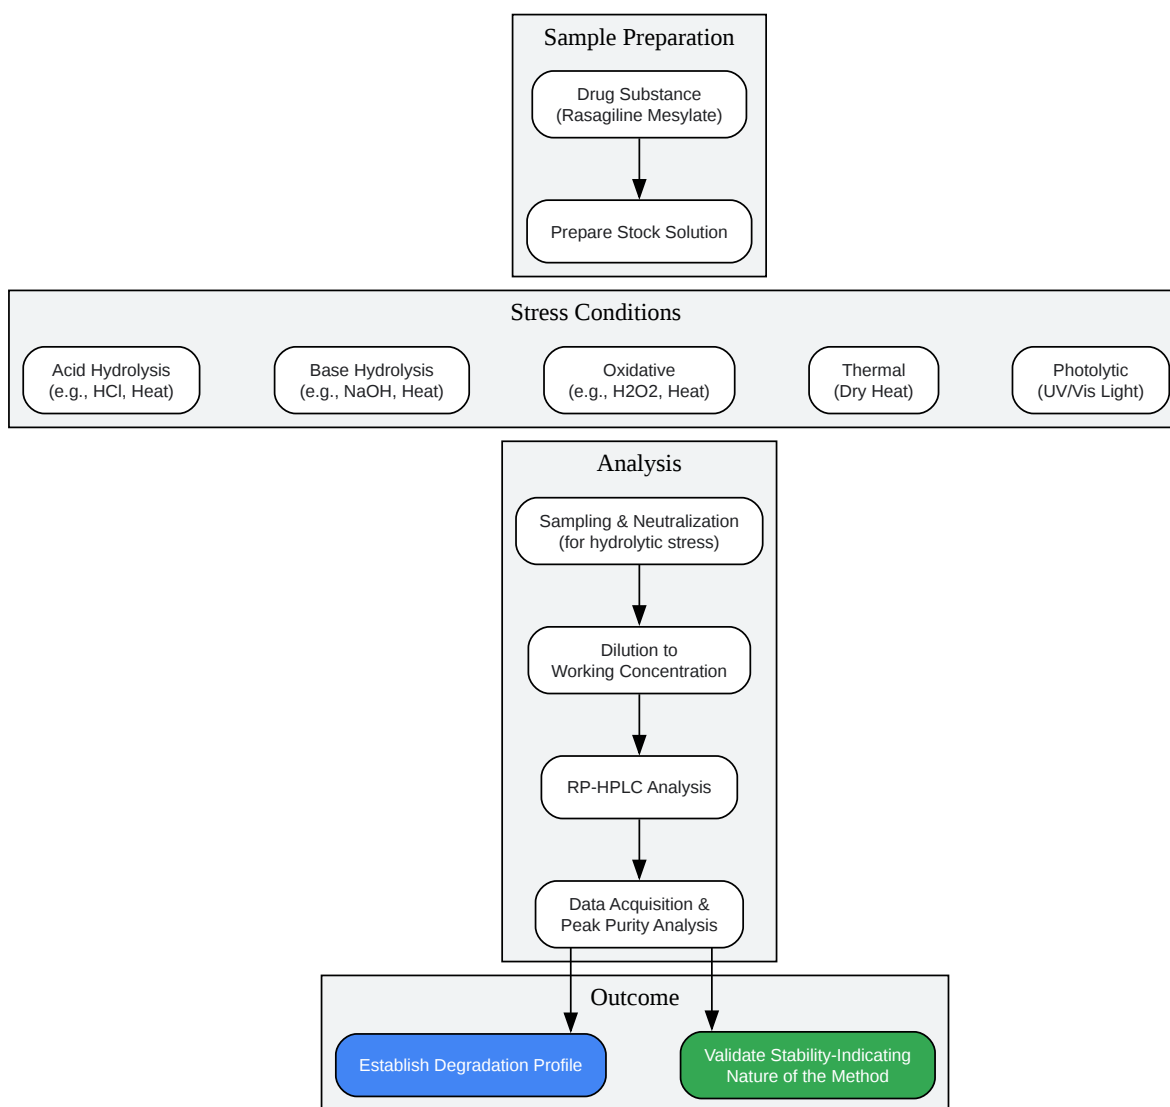 Sample Preparation
Drug Substance
(Rasagiline Mesylate)
Prepare Stock Solution
Stress Conditions
Acid Hydrolysis
(e.g., HCl, Heat)
Base Hydrolysis
(e.g., NaOH, Heat)
Oxidative
(e.g., H2O2, Heat)
Thermal
(Dry Heat)
Photolytic
(UV/Vis Light)
Analysis
Sampling & Neutralization
(for hydrolytic stress)
Dilution to
Working Concentration
RP-HPLC Analysis
Data Acquisition &
Peak Purity Analysis
Outcome
Establish Degradation Profile
Validate Stability-Indicating
Nature of the Method